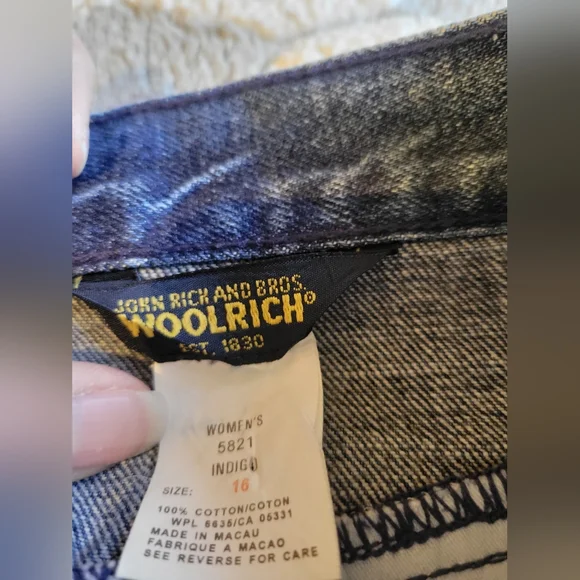 JOHN RICH AND BROS.
WOOLRICH®
EST. 1830
WOMEN'S
5821
INDIGO
SIZE: 16
100% COTTON/COTON
WPL 6635/CA 05331
MADE IN MACAU
FABRIQUE A MACAO
SEE REVERSE FOR CARE